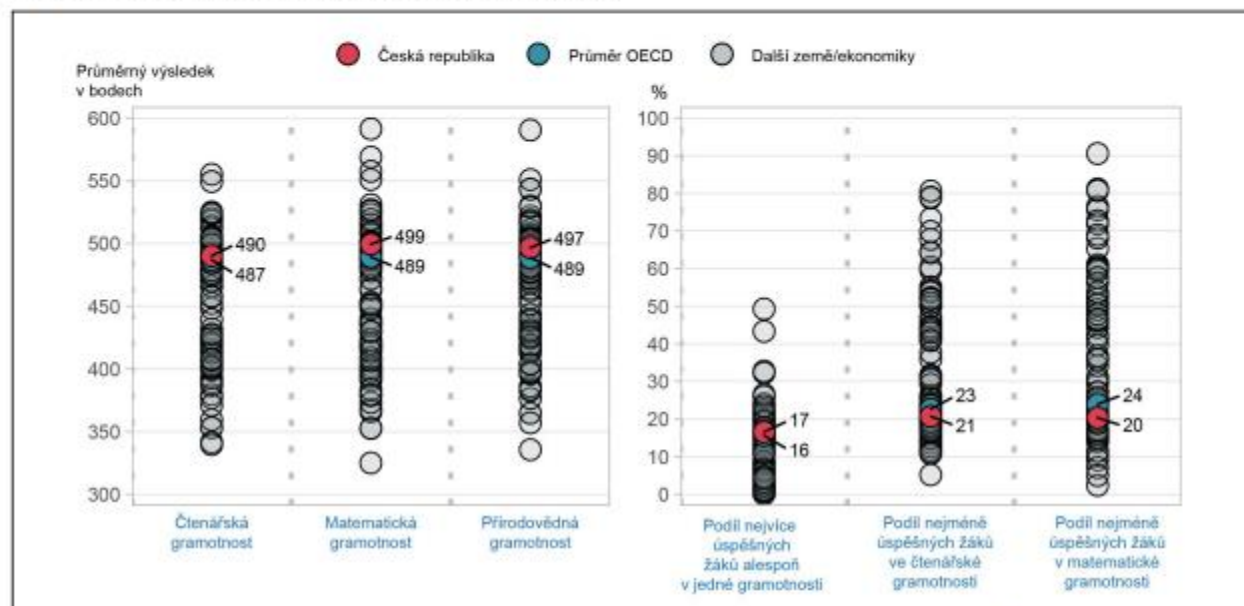 Česká republika
Průměr OECD
Další země/ekonomiky
Průměrný výsledek
v bodech
600
550
500
450
400
350
300
490
487
499
489
497
489
Čtenářská
gramotnost
Matematická
gramotnost
Přírodovědná
gramotnost
%
100
90
80
70
60
50
40
30
20
10
0
17
16
23
21
24
20
Podíl nejvíce
úspěšných
žáků alespoň
v jedné gramotnosti
Podíl nejméně
úspěšných žáků
ve čtenářské
gramotnosti
Podíl nejméně
úspěšných žáků
v matematické
gramotnosti